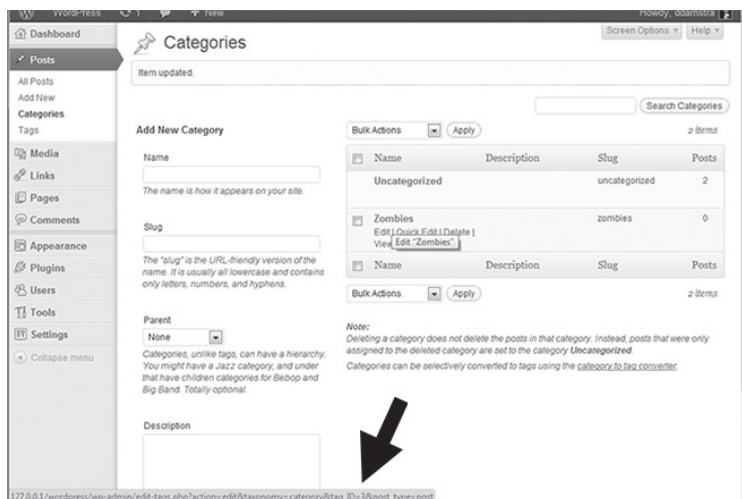 WordPress 1 + New Howdy, ddamstra
Dashboard
Posts
All Posts
Add New
Categories
Tags
Media
Links
Pages
Comments
Appearance
Plugins
Users
Tools
Settings
Collapse menu
Categories
Screen Options Help
Item updated.
Search Categories
Add New Category
Name
The name is how it appears on your site.
Slug
The "slug" is the URL-friendly version of the
name. It is usually all lowercase and contains
only letters, numbers, and hyphens.
Parent
None
Categories, unlike tags, can have a hierarchy.
You might have a Jazz category, and under
that have children categories for Bebop and
Big Band. Totally optional.
Description
Bulk Actions Apply 2 items
Name Description Slug Posts
Uncategorized uncategorized 2
Zombies zombies 0
Edit | Quick Edit | Delete |
View Edit "Zombies"
Name Description Slug Posts
Bulk Actions Apply 2 items
Note:
Deleting a category does not delete the posts in that category. Instead, posts that were only
assigned to the deleted category are set to the category Uncategorized.
Categories can be selectively converted to tags using the category to tag converter.
127.0.0.1/wordpress/wp-admin/edit-tags.php?action=edit&taxonomy=category&tag_ID=3&post_type=post